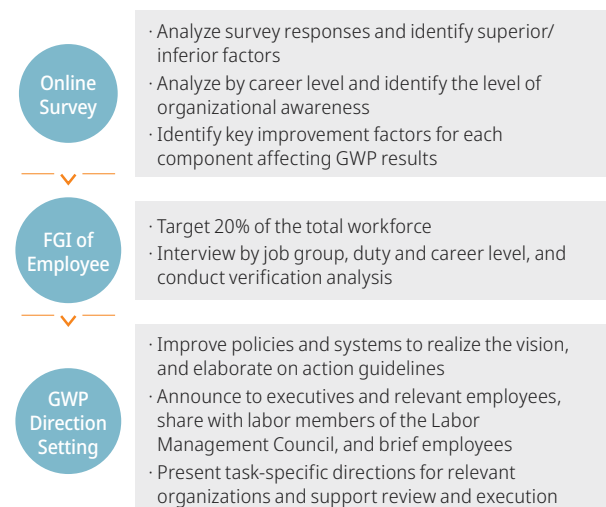 Online
Survey
· Analyze survey responses and identify superior/
inferior factors
· Analyze by career level and identify the level of
organizational awareness
· Identify key improvement factors for each
component affecting GWP results
FGI of
Employee
· Target 20% of the total workforce
· Interview by job group, duty and career level, and
conduct verification analysis
GWP
Direction
Setting
· Improve policies and systems to realize the vision,
and elaborate on action guidelines
· Announce to executives and relevant employees,
share with labor members of the Labor
Management Council, and brief employees
· Present task-specific directions for relevant
organizations and support review and execution